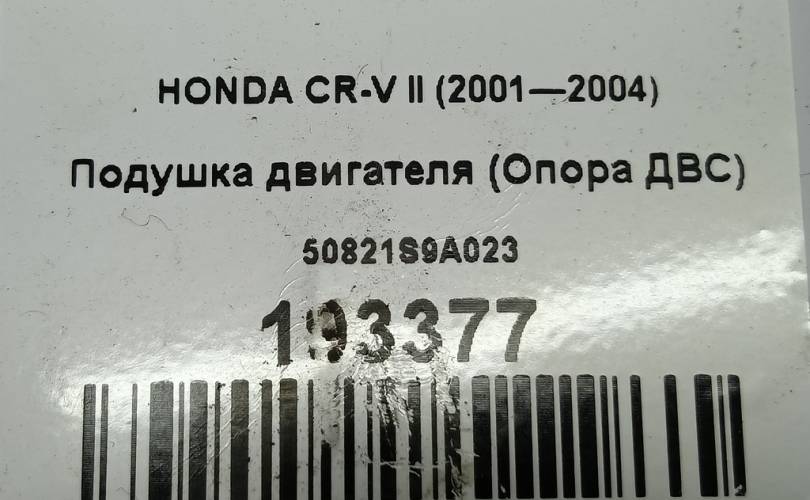 HONDA CR-V II (2001—2004)
Подушка двигателя (Опора ДВС)
50821S9A023
193377